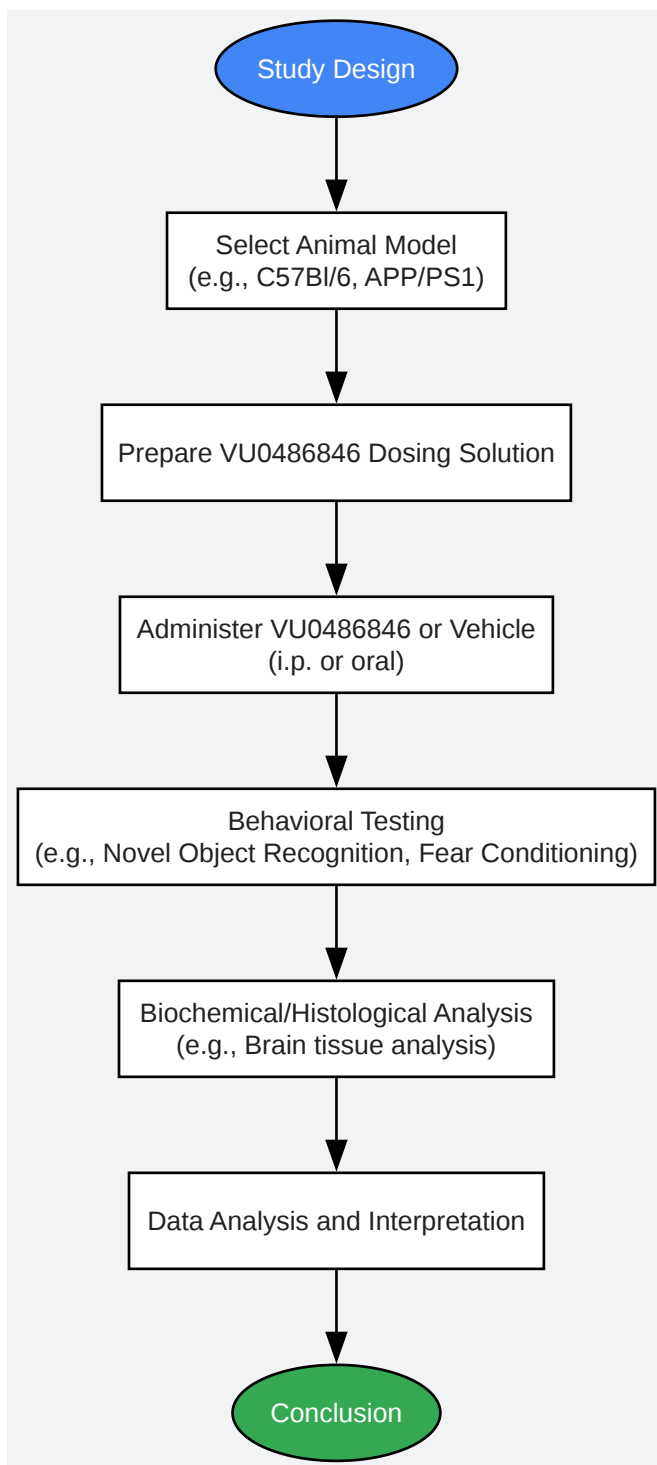 Study Design
Select Animal Model
(e.g., C57Bl/6, APP/PS1)
Prepare VU0486846 Dosing Solution
Administer VU0486846 or Vehicle
(i.p. or oral)
Behavioral Testing
(e.g., Novel Object Recognition, Fear Conditioning)
Biochemical/Histological Analysis
(e.g., Brain tissue analysis)
Data Analysis and Interpretation
Conclusion